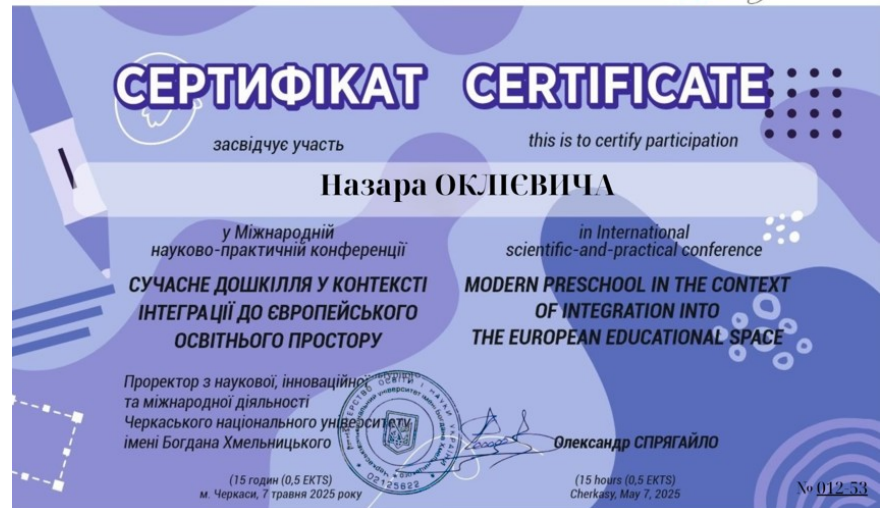 СЕРТИФІКАТ
засвідчує участь
CERTIFICATE
this is to certify participation
Назара ОКЛІЄВИЧА
у Міжнародній
науково-практичній конференції
СУЧАСНЕ ДОШКІЛЛЯ У КОНТЕКСТІ
ІНТЕГРАЦІЇ ДО ЄВРОПЕЙСЬКОГО
ОСВІТНЬОГО ПРОСТОРУ
in International
scientific-and-practical conference
MODERN PRESCHOOL IN THE CONTEXT
OF INTEGRATION INTO
THE EUROPEAN EDUCATIONAL SPACE
Проректор з наукової, інноваційної
та міжнародної діяльності
Черкаського національного університету
імені Богдана Хмельницького
Олександр СПРЯГАЙЛО
02125622
(15 годин (0,5 EKTS)
м. Черкаси, 7 травня 2025 року
(15 hours (0,5 EKTS)
Cherkasy, May 7, 2025
№ 012-53